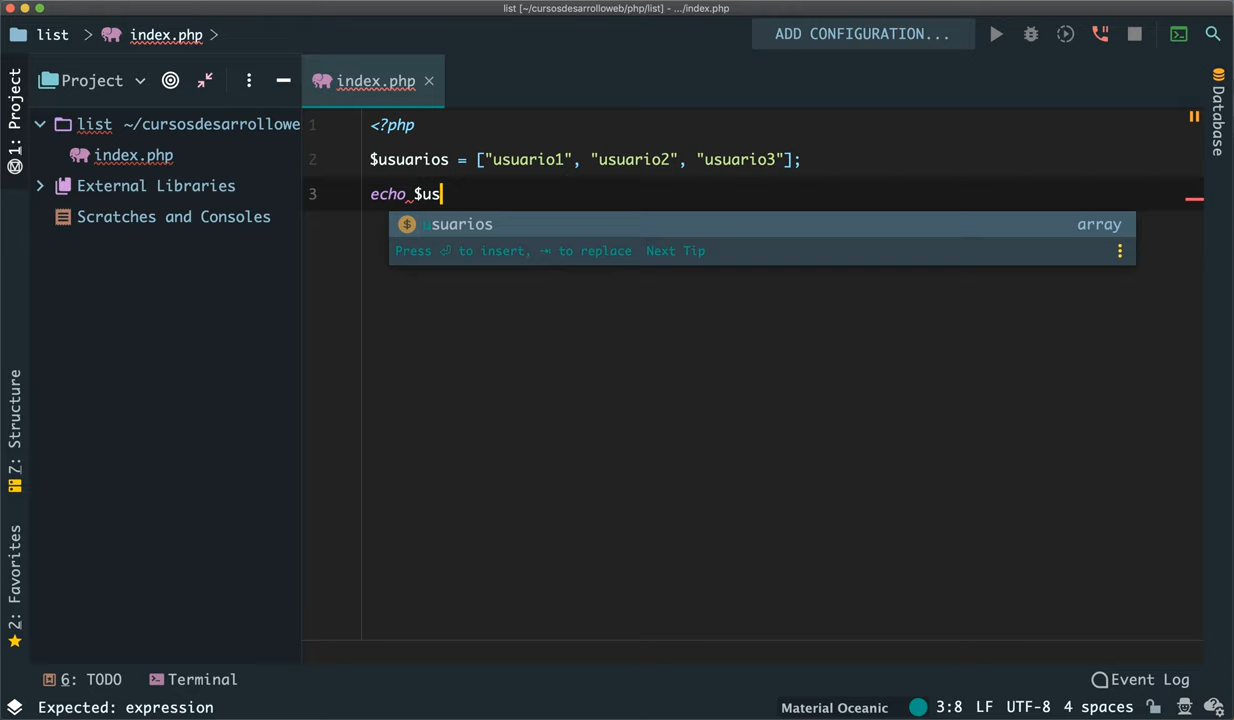 list [~/cursosdesarrolloweb/php/list] - .../index.php
list > index.php >
ADD CONFIGURATION...
1: Project
Project
index.php
list ~/cursosdesarrollowe
index.php
External Libraries
Scratches and Consoles
1 <?php
2 $usuarios = ["usuario1", "usuario2", "usuario3"];
3 echo $us
$ usuarios array
Press ⏎ to insert, ⇥ to replace Next Tip
Database
7: Structure
2: Favorites
6: TODO Terminal
Event Log
Expected: expression
Material Oceanic 3:8 LF UTF-8 4 spaces